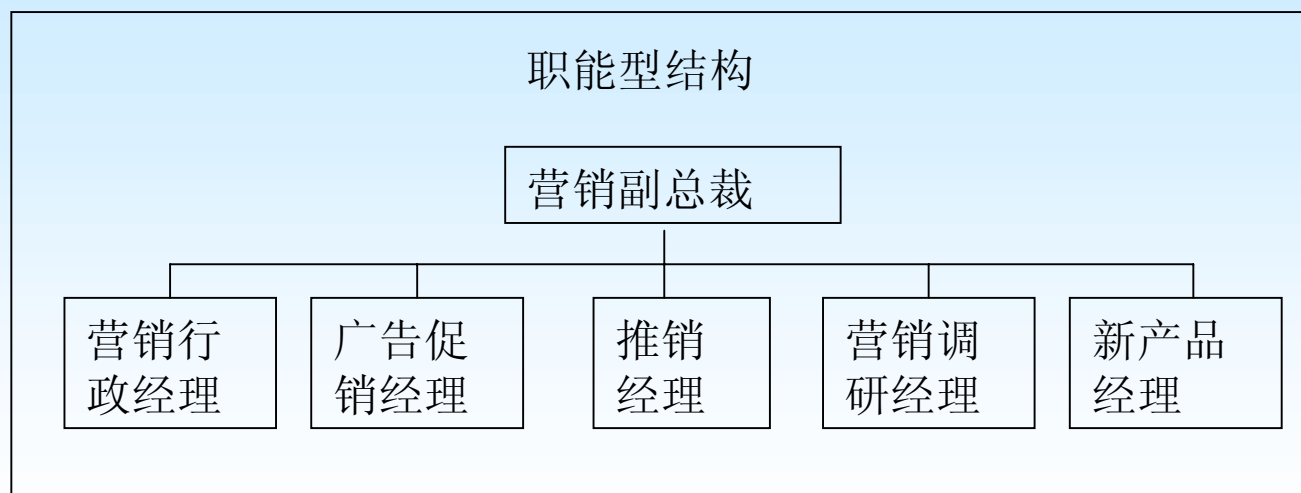 职能型结构
营销副总裁
营销行
政经理
广告促
销经理
推销
经理
营销调
研经理
新产品
经理